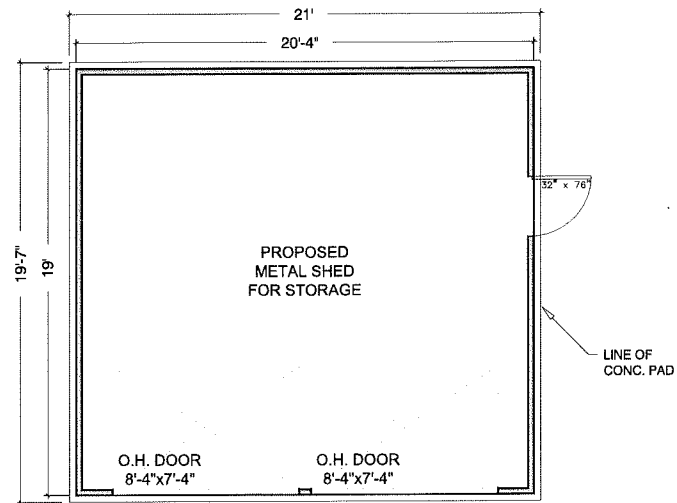 21'
20'-4"
19'-7"
19'
32" x 76"
PROPOSED
METAL SHED
FOR STORAGE
LINE OF
CONC. PAD
O.H. DOOR
8'-4"x7'-4"
O.H. DOOR
8'-4"x7'-4"